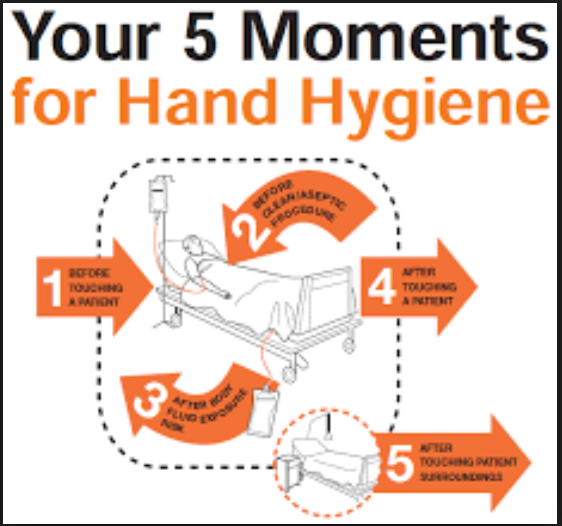 Your 5 Moments
for Hand Hygiene
1
BEFORE
TOUCHING
A PATIENT
2
BEFORE
CLEAN/ASEPTIC
PROCEDURE
3
AFTER BODY
FLUID EXPOSURE
RISK
4
AFTER
TOUCHING
A PATIENT
5
AFTER
TOUCHING PATIENT
SURROUNDINGS